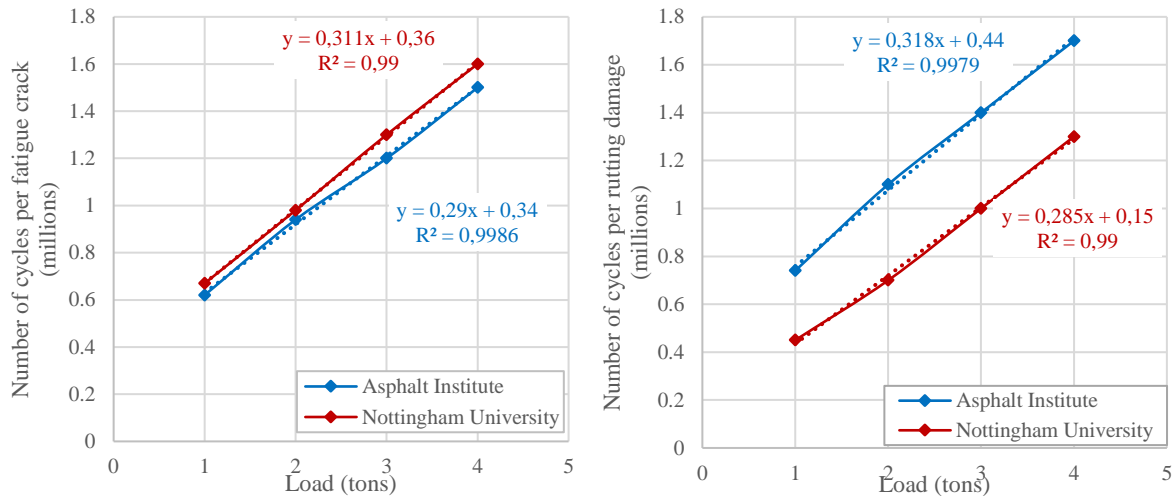 Number of cycles per fatigue crack
(millions)
1.8
1.6
1.4
1.2
1
0.8
0.6
0.4
0.2
0
y = 0,311x + 0,36
R² = 0,99
y = 0,29x + 0,34
R² = 0,9986
Asphalt Institute
Nottingham University
0 1 2 3 4 5
Load (tons)
Number of cycles per rutting damage
(millions)
1.8
1.6
1.4
1.2
1
0.8
0.6
0.4
0.2
0
y = 0,318x + 0,44
R² = 0,9979
y = 0,285x + 0,15
R² = 0,99
Asphalt Institute
Nottingham University
0 1 2 3 4 5
Load (tons)